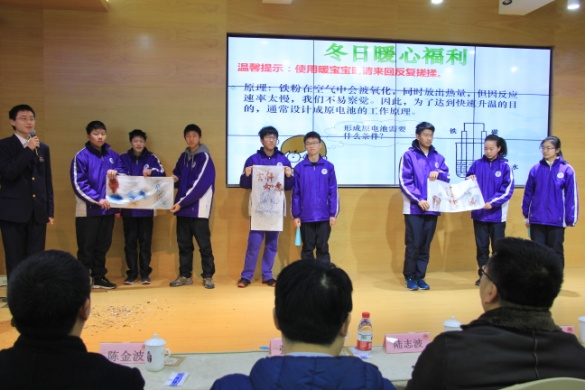 冬日暖心福利
温馨提示：使用暖宝宝时请来回反复搓揉。
原理：铁粉在空气中会被氧化，同时放出热量，但因反应
速率太慢，我们不易察觉。因此，为了达到快速升温的目
的，通常设计成原电池的工作原理。
形成原电池需要
什么条件？
铁
碳
陈金波
陆志波